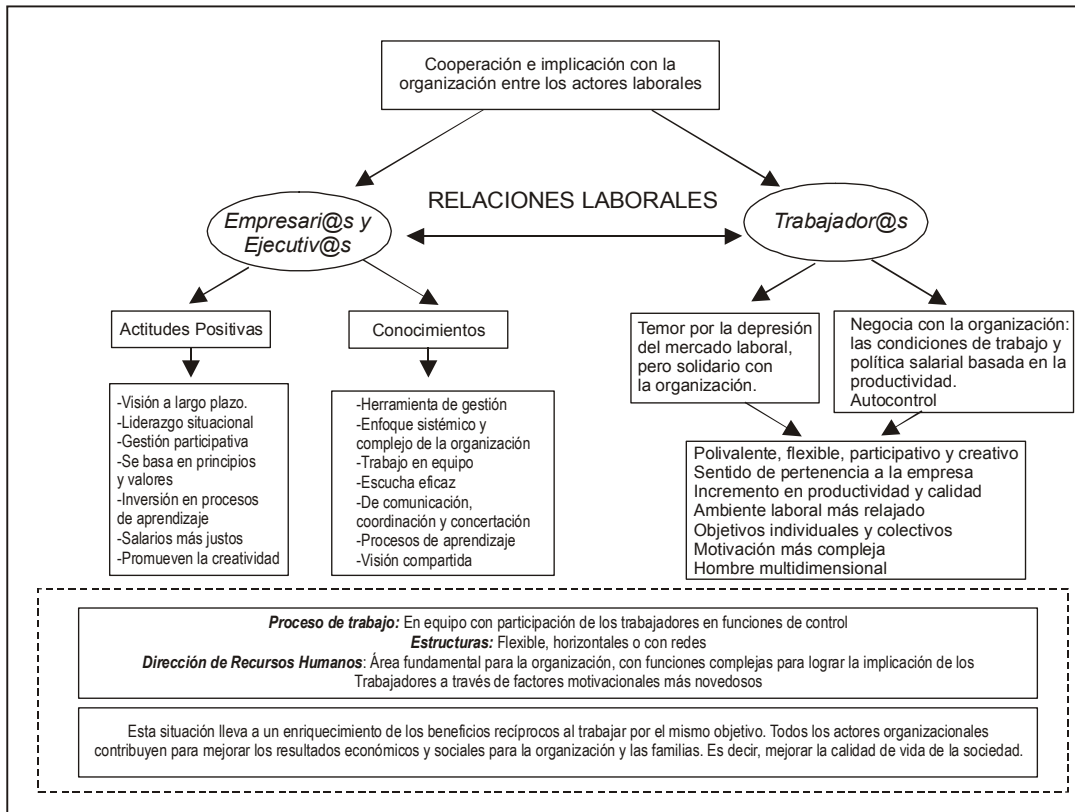 Cooperación e implicación con la
organización entre los actores laborales
RELACIONES LABORALES
Empresari@s y
Ejecutiv@s
Trabajador@s
Actitudes Positivas
Conocimientos
Temor por la depresión
del mercado laboral,
pero solidario con
la organización.
Negocia con la organización:
las condiciones de trabajo y
política salarial basada en la
productividad.
Autocontrol
-Visión a largo plazo.
-Liderazgo situacional
-Gestión participativa
-Se basa en principios
y valores
-Inversión en procesos
de aprendizaje
-Salarios más justos
-Promueven la creatividad
-Herramienta de gestión
-Enfoque sistémico y
complejo de la organización
-Trabajo en equipo
-Escucha eficaz
-De comunicación,
coordinación y concertación
-Procesos de aprendizaje
-Visión compartida
Polivalente, flexible, participativo y creativo
Sentido de pertenencia a la empresa
Incremento en productividad y calidad
Ambiente laboral más relajado
Objetivos individuales y colectivos
Motivación más compleja
Hombre multidimensional
Proceso de trabajo: En equipo con participación de los trabajadores en funciones de control
Estructuras: Flexible, horizontales o con redes
Dirección de Recursos Humanos: Área fundamental para la organización, con funciones complejas para lograr la implicación de los
Trabajadores a través de factores motivacionales más novedosos
Esta situación lleva a un enriquecimiento de los beneficios recíprocos al trabajar por el mismo objetivo. Todos los actores organizacionales
contribuyen para mejorar los resultados económicos y sociales para la organización y las familias. Es decir, mejorar la calidad de vida de la sociedad.